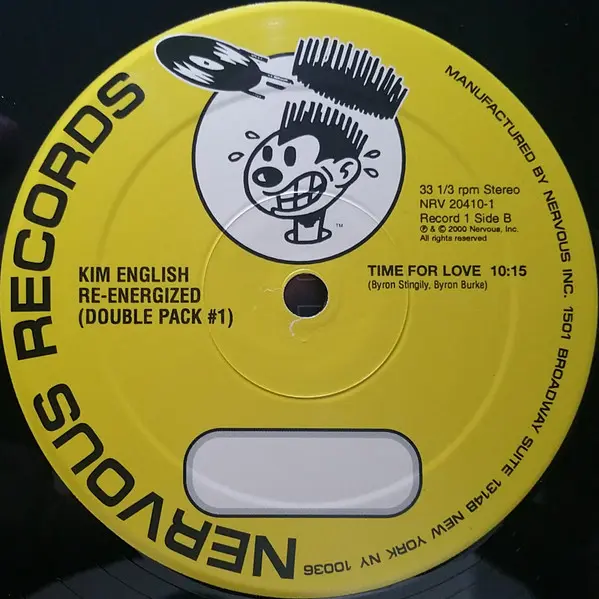 NERVOUS RECORDS
MANUFACTURED BY NERVOUS INC. 1501 BROADWAY SUITE 1314B NEW YORK NY 10036
™
33 1/3 rpm Stereo
NRV 20410-1
Record 1 Side B
℗ & © 2000 Nervous, Inc.
All rights reserved
KIM ENGLISH
RE-ENERGIZED
(DOUBLE PACK #1)
TIME FOR LOVE 10:15
(Byron Stingily, Byron Burke)